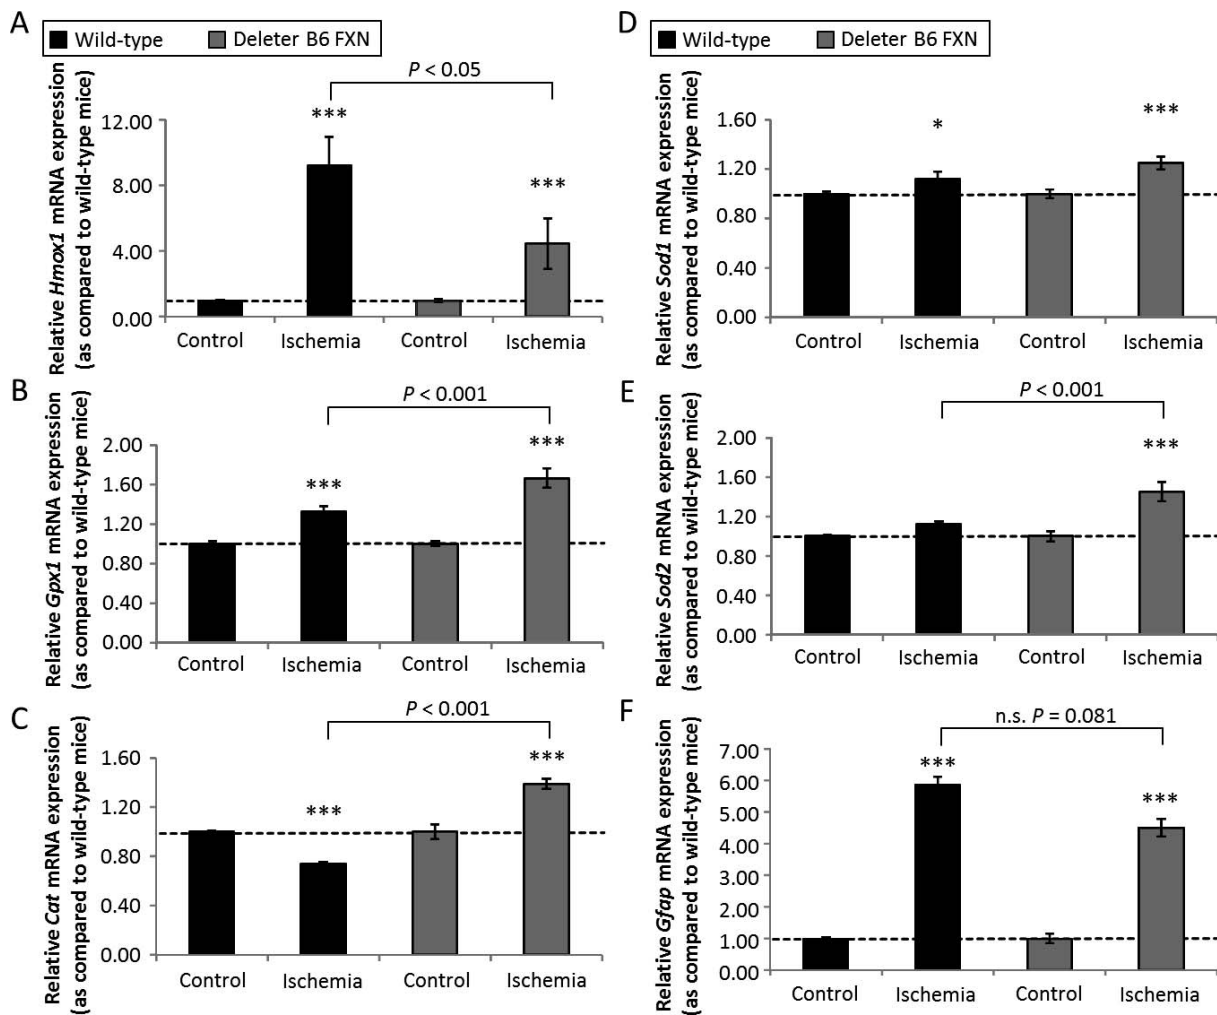 A
Wild-type Deleter B6 FXN
P < 0.05
Relative Hmox1 mRNA expression
(as compared to wild-type mice)
12.00
8.00
4.00
0.00
***
***
Control Ischemia Control Ischemia
B
P < 0.001
Relative Gpx1 mRNA expression
(as compared to wild-type mice)
2.00
1.60
1.20
0.80
0.40
0.00
***
***
Control Ischemia Control Ischemia
C
P < 0.001
Relative Cat mRNA expression
(as compared to wild-type mice)
1.60
1.20
0.80
0.40
0.00
***
***
Control Ischemia Control Ischemia
D
Wild-type Deleter B6 FXN
Relative Sod1 mRNA expression
(as compared to wild-type mice)
1.60
1.20
0.80
0.40
0.00
*
***
Control Ischemia Control Ischemia
E
P < 0.001
Relative Sod2 mRNA expression
(as compared to wild-type mice)
2.00
1.60
1.20
0.80
0.40
0.00
***
Control Ischemia Control Ischemia
F
n.s. P = 0.081
Relative Gfap mRNA expression
(as compared to wild-type mice)
7.00
6.00
5.00
4.00
3.00
2.00
1.00
0.00
***
***
Control Ischemia Control Ischemia